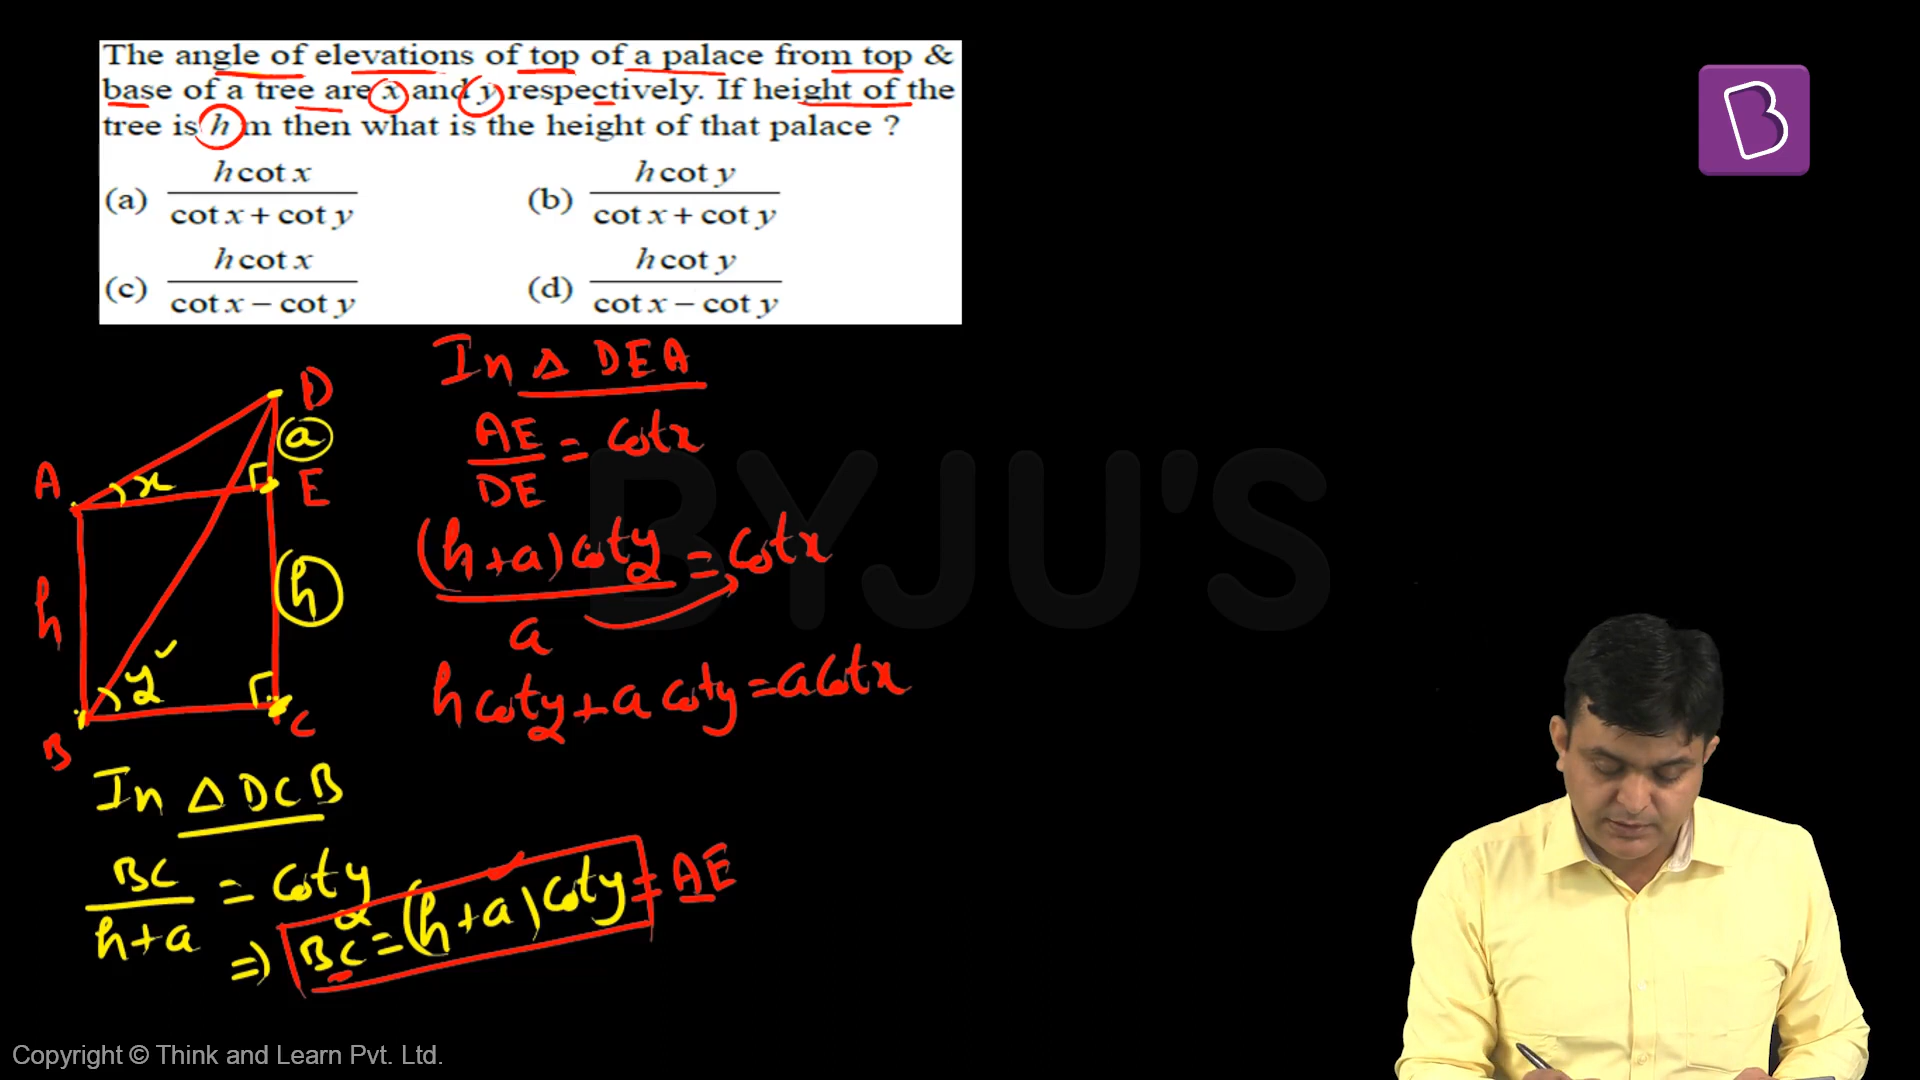 The angle of elevations of top of a palace from top &
base of a tree are x and y respectively. If height of the
tree is h m then what is the height of that palace ?
(a) h cot x / cot x + cot y (b) h cot y / cot x + cot y
(c) h cot x / cot x − cot y (d) h cot y / cot x − cot y
B
D
a
A
x
E
h
h
y
B
C
In Δ DCB
BC / h+a = cot y
⇒ BC = (h+a) cot y = AE
In Δ DEA
AE / DE = cot x
(h+a) cot y / a = cot x
h cot y + a cot y = a cot x
BYJU'S
Copyright © Think and Learn Pvt. Ltd.